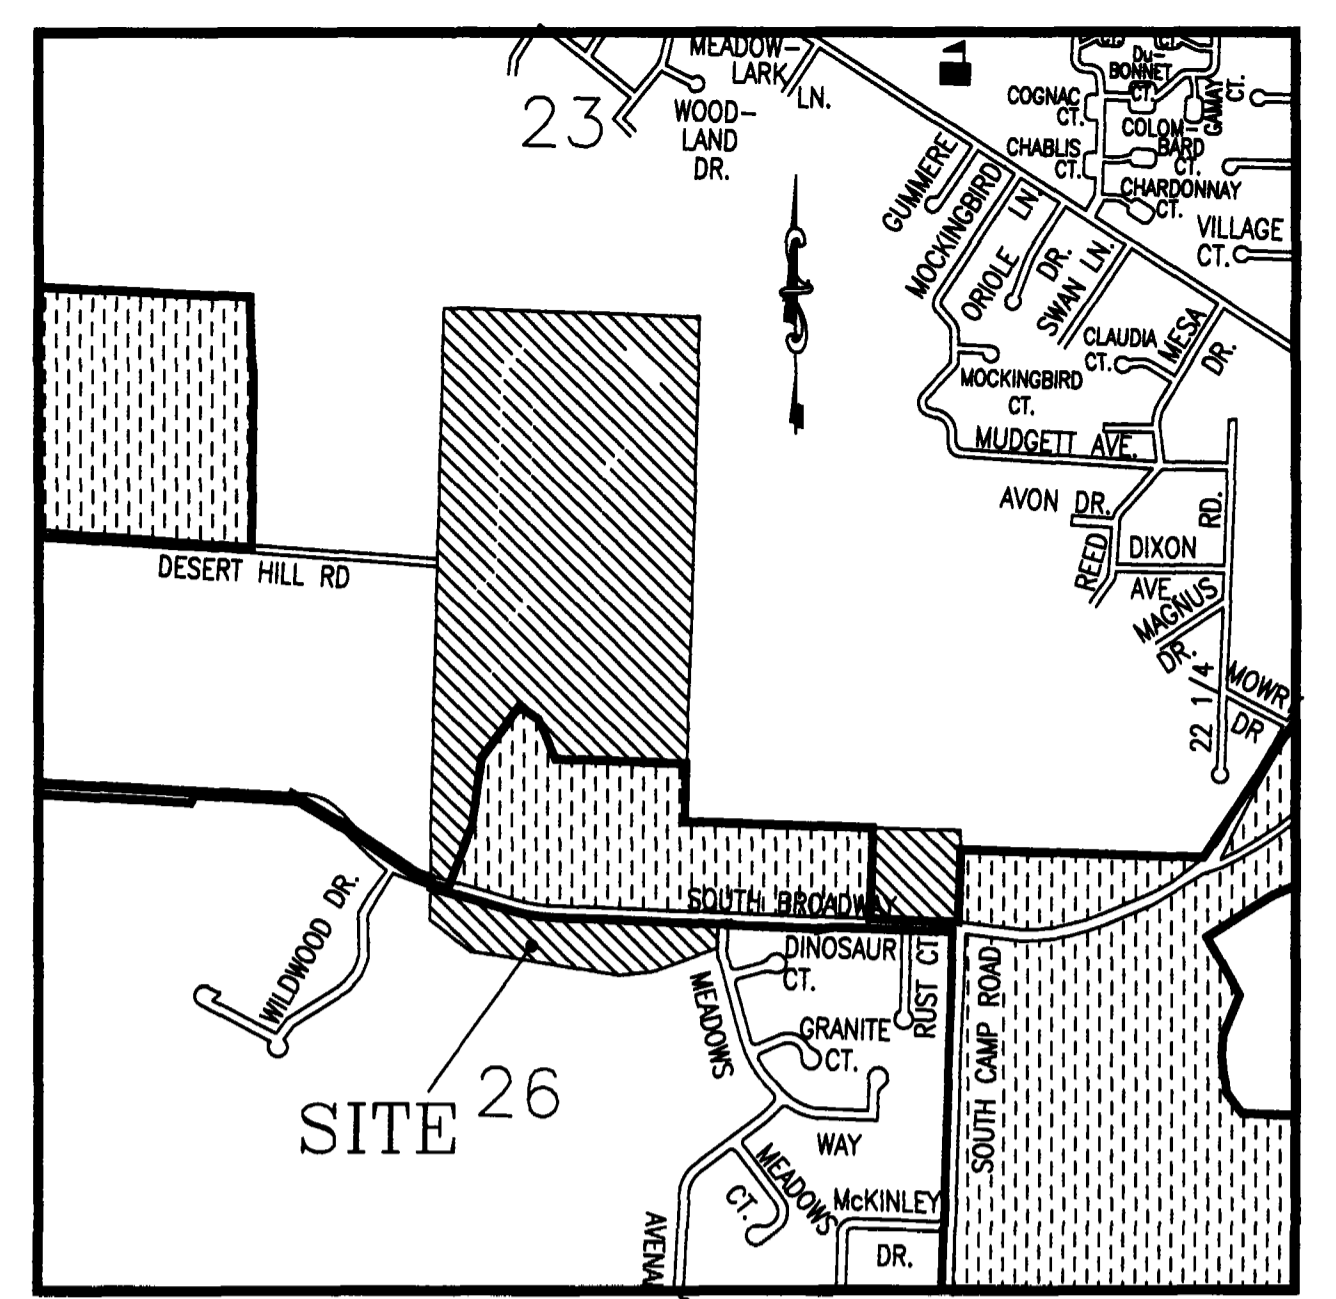 MEADOW-
LARK
LN.
23
WOOD-
LAND
DR.
Du-
BONNET
CT.
CT.
CT.
COGNAC
CT.
GAMAY
CT.
COLOM-
BARD
CT.
CHABLIS
CT.
CHARDONNAY
CT.
VILLAGE
CT.
GUMMERE
MOCKINGBIRD
LN.
ORIOLE
DR.
SWAN LN.
CLAUDIA
CT.
MESA
DR.
MOCKINGBIRD
CT.
MUDGETT AVE.
AVON DR.
REED
DIXON
AVE.
RD.
22 1/4
MAGNUS
DR.
MOWR
DR
DESERT HILL RD
SOUTH BROADWAY
WILDWOOD DR.
DINOSAUR
CT.
RUST CT
MEADOWS
WAY
GRANITE
CT.
SOUTH CAMP ROAD
SITE
26
MEADOWS
CT.
McKINLEY
DR.
AVENA